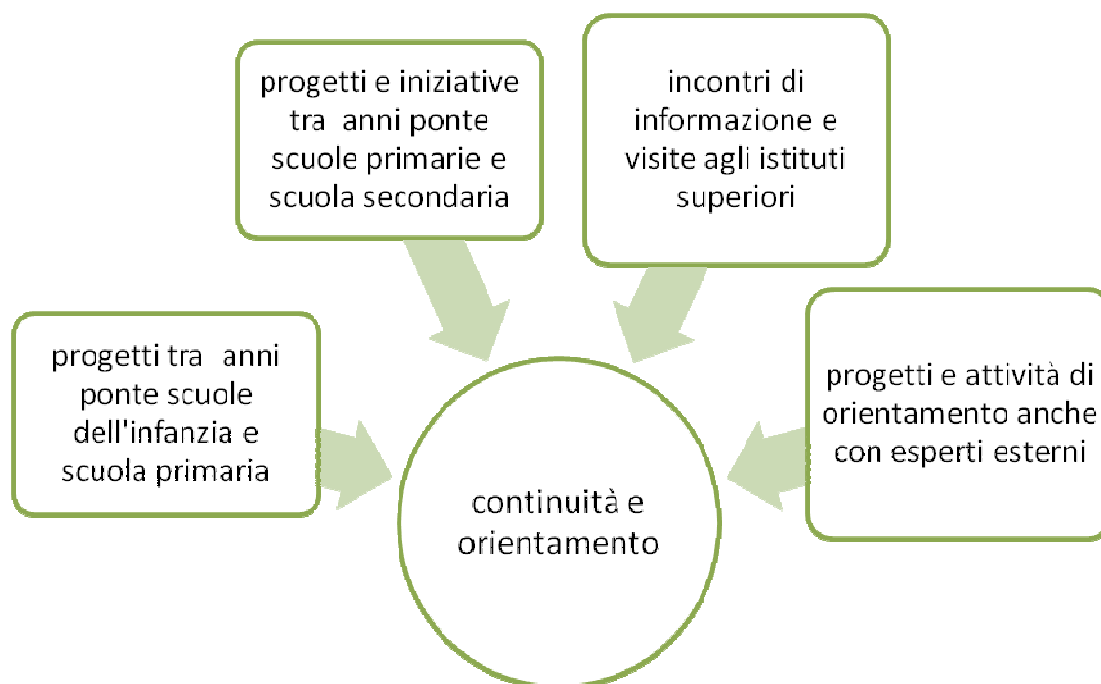 progetti e iniziative
tra anni ponte
scuole primarie e
scuola secondaria
incontri di
informazione e
visite agli istituti
superiori
progetti tra anni
ponte scuole
dell'infanzia e
scuola primaria
progetti e attività di
orientamento anche
con esperti esterni
continuità e
orientamento